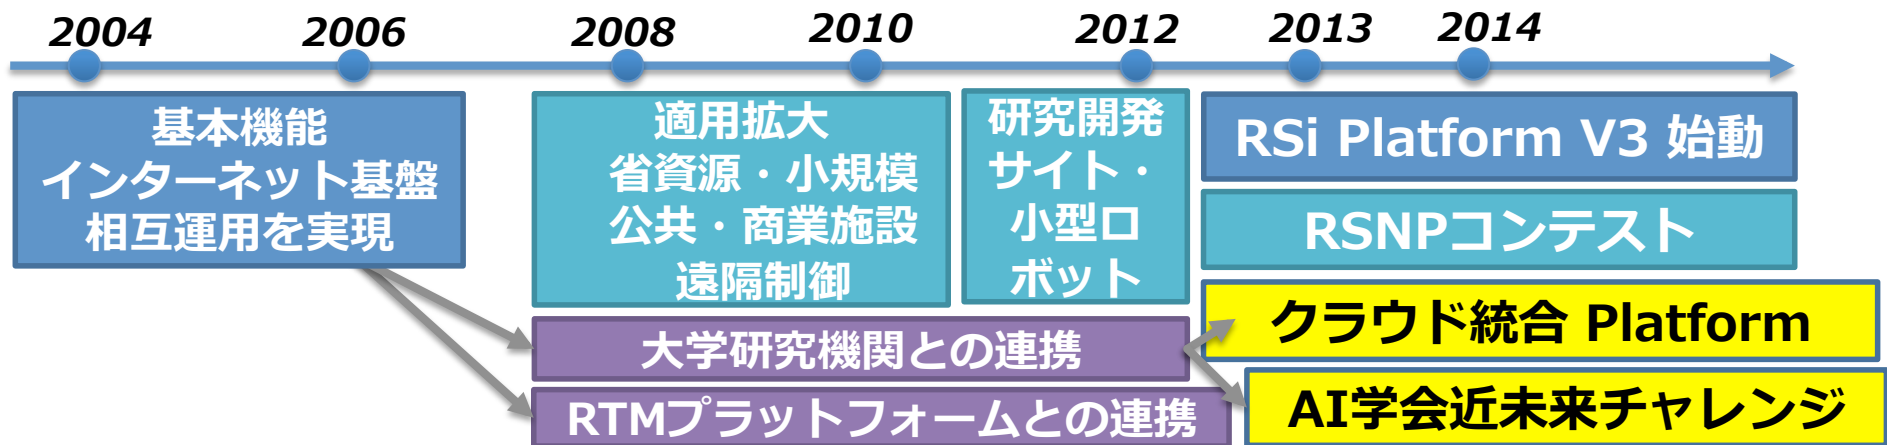 2004 2006 2008 2010 2012 2013 2014
基本機能
インターネット基盤
相互運用を実現
適用拡大
省資源・小規模
公共・商業施設
遠隔制御
研究開発
サイト・
小型ロ
ボット
RSi Platform V3 始動
RSNPコンテスト
クラウド統合 Platform
大学研究機関との連携
AI学会近未来チャレンジ
RTMプラットフォームとの連携